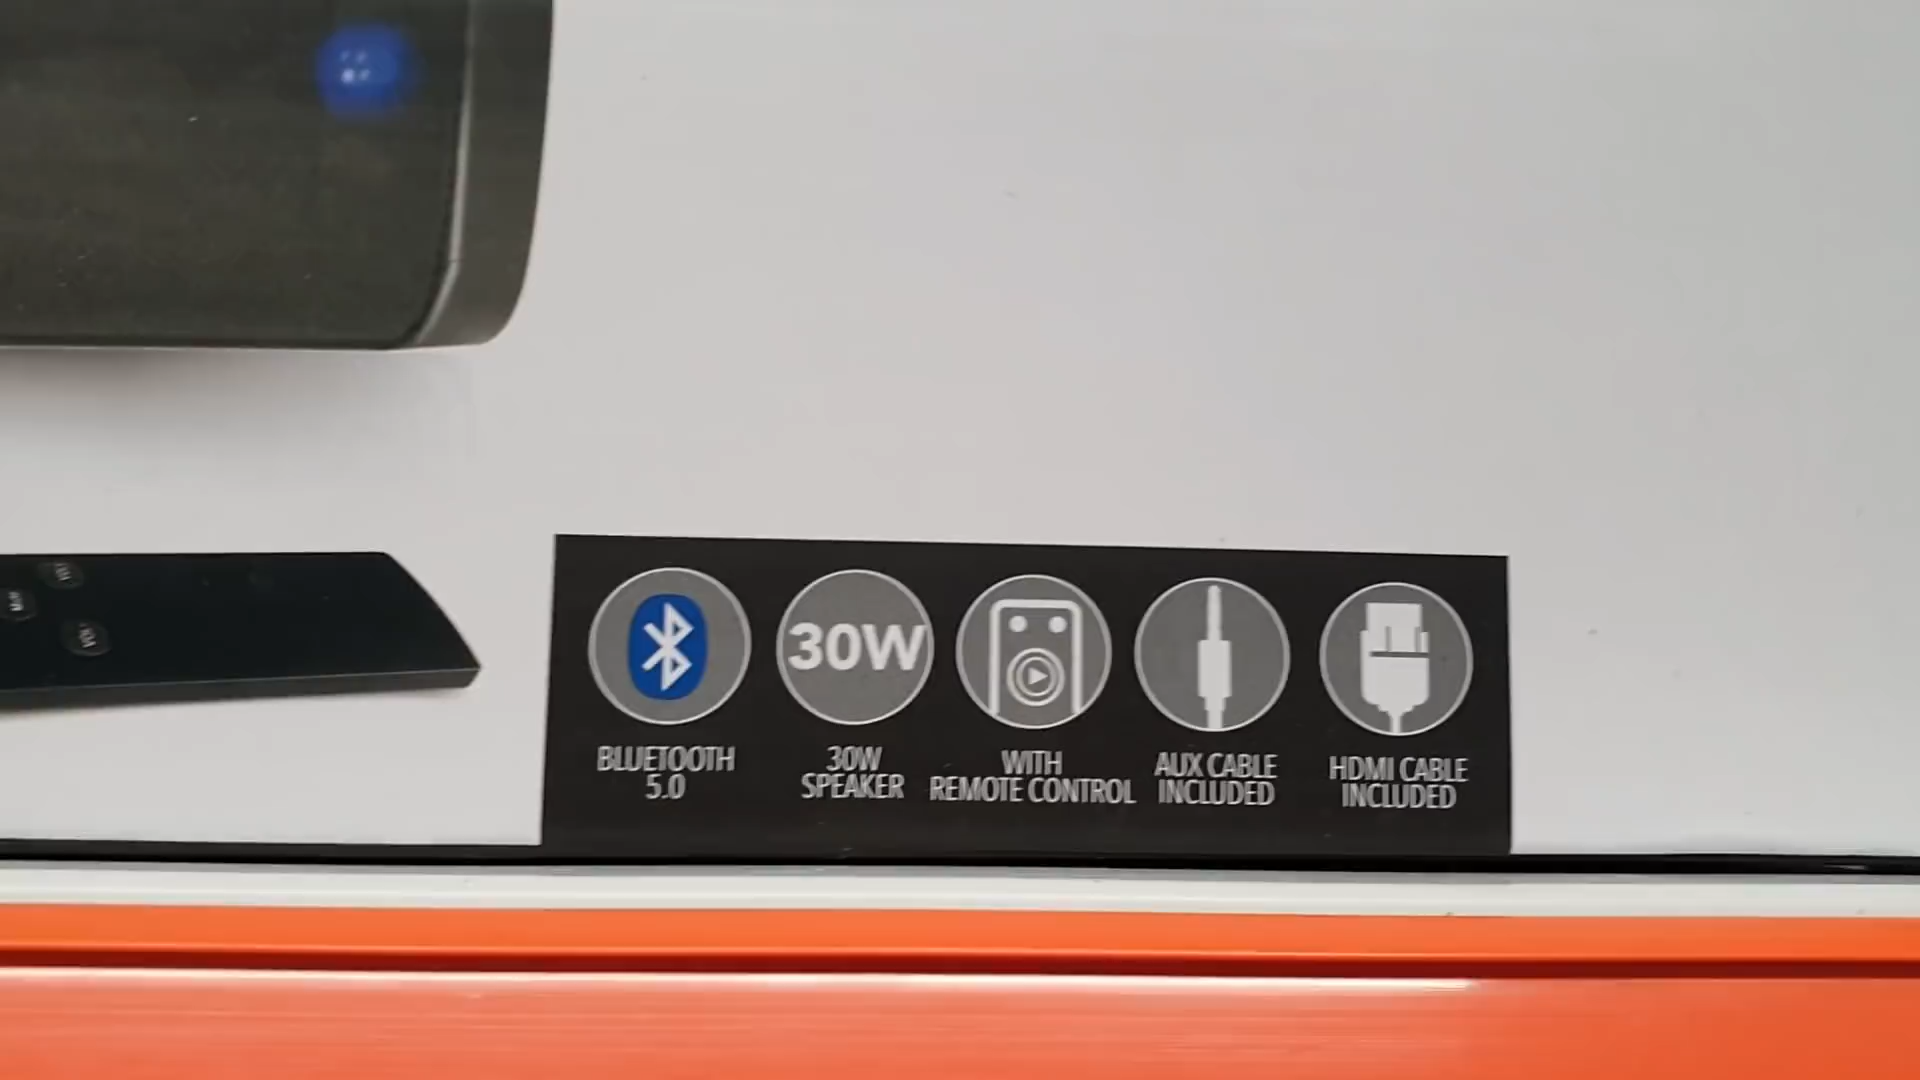 30W
BLUETOOTH
5.0
30W
SPEAKER
WITH
REMOTE CONTROL
AUX CABLE
INCLUDED
HDMI CABLE
INCLUDED